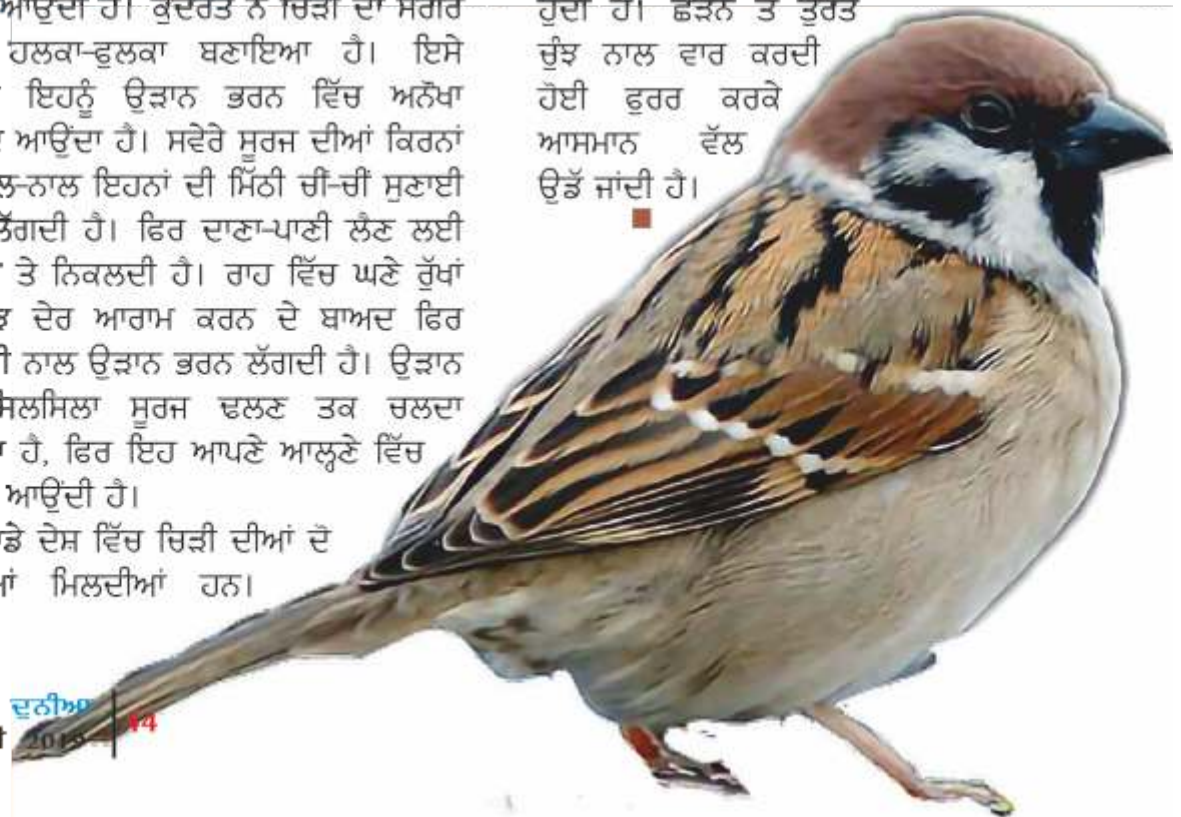 ਆਉਂਦੀ ਹੈ। ਕੁਦਰਤ ਨੇ ਚਿੜੀ ਦਾ ਸਰੀਰ
ਹਲਕਾ-ਫੁਲਕਾ ਬਣਾਇਆ ਹੈ। ਇਸੇ
ਇਹਨੂੰ ਉੜਾਨ ਭਰਨ ਵਿੱਚ ਅਨੋਖਾ
ਆਉਂਦਾ ਹੈ। ਸਵੇਰੇ ਸੂਰਜ ਦੀਆਂ ਕਿਰਨਾਂ
ਲ-ਨਾਲ ਇਹਨਾਂ ਦੀ ਮਿੱਠੀ ਚੀਂ-ਚੀਂ ਸੁਣਾਈ
ਲੱਗਦੀ ਹੈ। ਫਿਰ ਦਾਣਾ-ਪਾਣੀ ਲੈਣ ਲਈ
ਤੇ ਨਿਕਲਦੀ ਹੈ। ਰਾਹ ਵਿੱਚ ਘਣੇ ਰੁੱਖਾਂ
ਦੇਰ ਆਰਾਮ ਕਰਨ ਦੇ ਬਾਅਦ ਫਿਰ
ਨਾਲ ਉੜਾਨ ਭਰਨ ਲੱਗਦੀ ਹੈ। ਉੜਾਨ
ਸਿਲਸਿਲਾ ਸੂਰਜ ਢਲਣ ਤਕ ਚਲਦਾ
ਹੈ, ਫਿਰ ਇਹ ਆਪਣੇ ਆਲ੍ਹਣੇ ਵਿੱਚ
ਆਉਂਦੀ ਹੈ।
ਡੇ ਦੇਸ਼ ਵਿੱਚ ਚਿੜੀ ਦੀਆਂ ਦੋ
ਮਿਲਦੀਆਂ ਹਨ।
ਹੁੰਦੀ ਹੈ। ਛੇੜਨ ਤੇ ਤੁਰੰਤ
ਚੁੰਝ ਨਾਲ ਵਾਰ ਕਰਦੀ
ਹੋਈ ਫੁਰਰ ਕਰਕੇ
ਆਸਮਾਨ ਵੱਲ
ਉਡੱ ਜਾਂਦੀ ਹੈ।
ਦੁਨੀਆ
2019